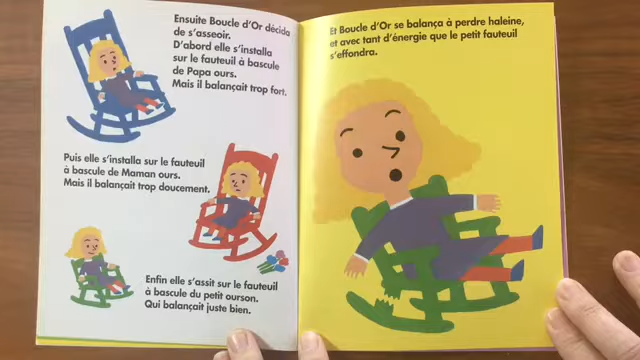 Ensuite Boucle d'Or décida
de s'asseoir.
D'abord elle s'installa
sur le fauteuil à bascule
de Papa ours.
Mais il balançait trop fort.
Puis elle s'installa sur le fauteuil
à bascule de Maman ours.
Mais il balançait trop doucement.
Enfin elle s'assit sur le fauteuil
à bascule du petit ourson.
Qui balançait juste bien.
Et Boucle d'Or se balança à perdre haleine,
et avec tant d'énergie que le petit fauteuil
s'effondra.